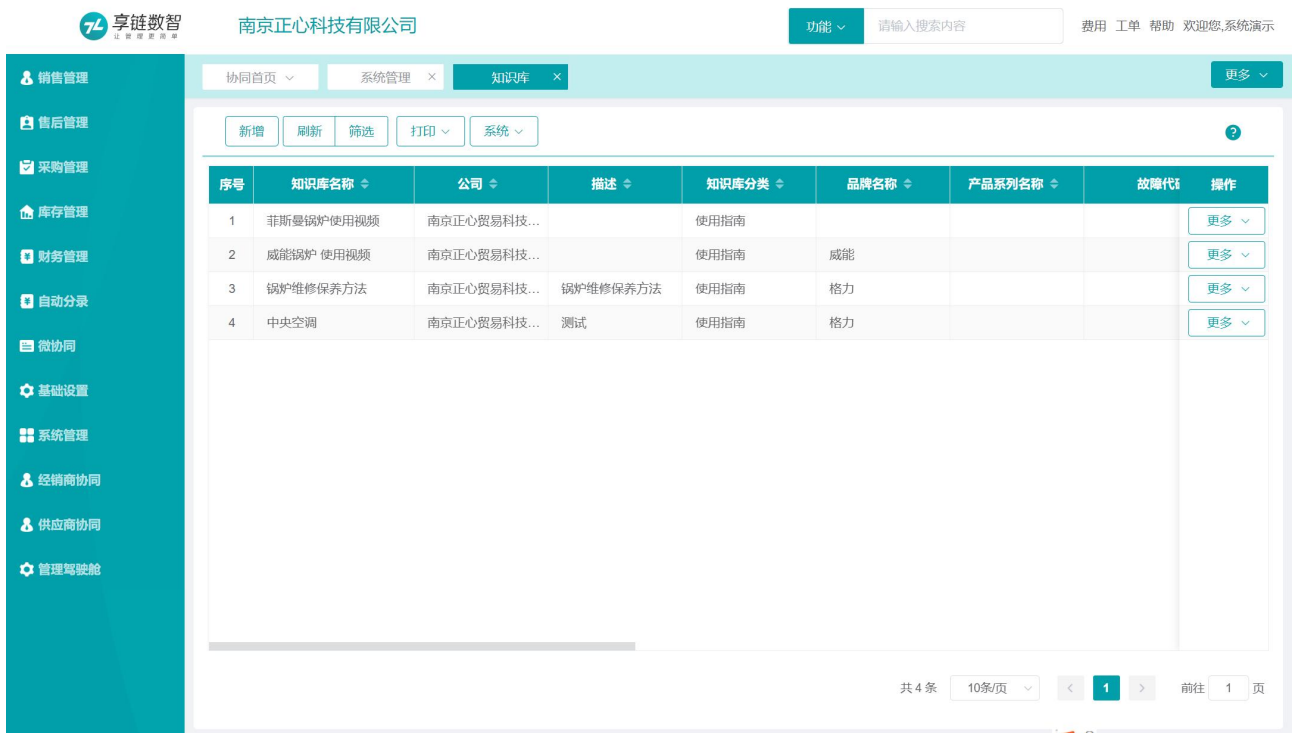 享链数智 南京正心科技有限公司 功能 请输入搜索内容 费用 工单 帮助 欢迎您,系统演示
让管理更简单
销售管理 协同首页 系统管理 知识库 更多
售后管理 新增 刷新 筛选 打印 系统
采购管理 序号 知识库名称 公司 描述 知识库分类 品牌名称 产品系列名称 故障代 操作
库存管理 1 菲斯曼锅炉使用视频 南京正心贸易科技... 使用指南 更多
财务管理 2 威能锅炉 使用视频 南京正心贸易科技... 使用指南 威能 更多
自动分录 3 锅炉维修保养方法 南京正心贸易科技... 锅炉维修保养方法 使用指南 格力 更多
4 中央空调 南京正心贸易科技... 测试 使用指南 格力 更多
微协同
基础设置
系统管理
经销商协同
供应商协同
管理驾驶舱
共 4 条 10条/页 1 前往 1 页